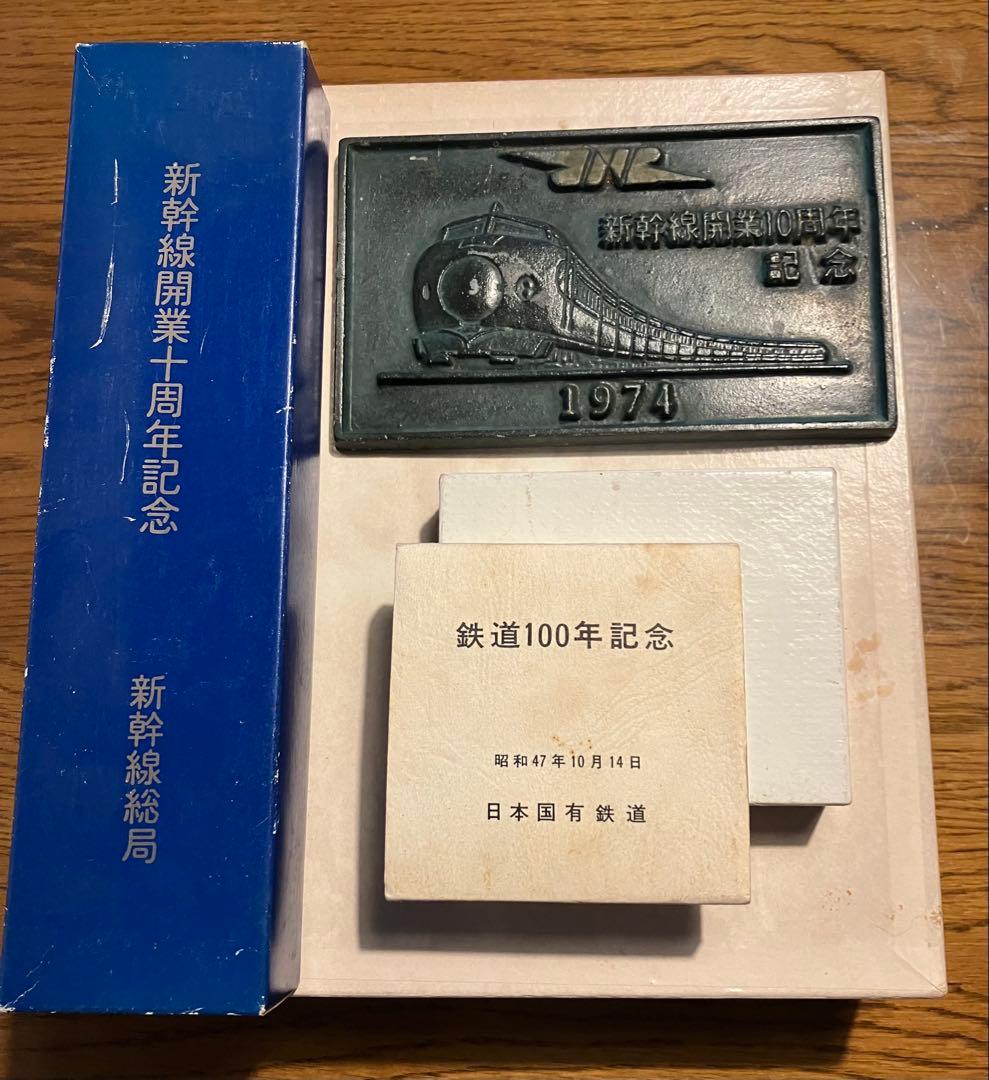 新幹線開業十周年記念
新幹線総局
JNR
新幹線開業10周年
記念
1974
鉄道100年記念
昭和47年10月14日
日本国有鉄道